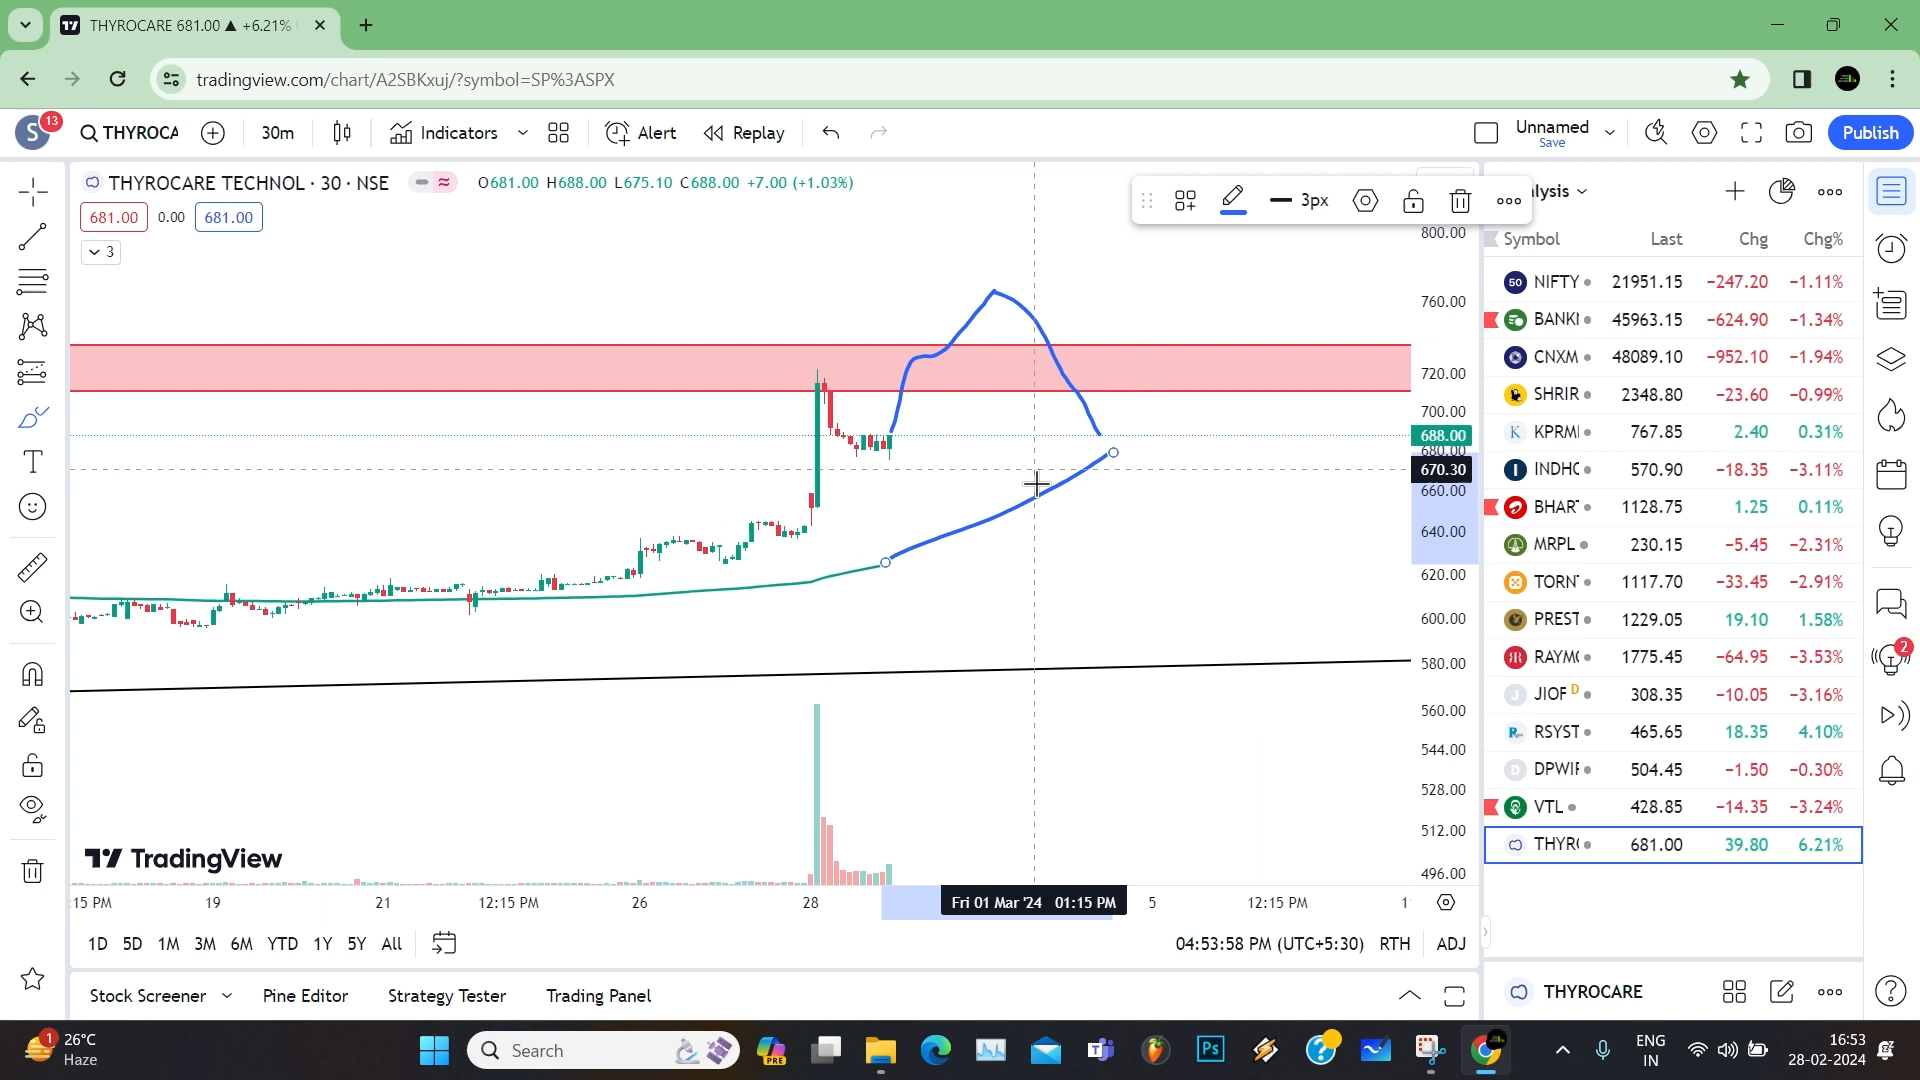 THYROCARE 681.00 ▲ +6.21%
tradingview.com/chart/A2SBKxuj/?symbol=SP%3ASPX
S 13 THYROCA 30m Indicators Alert Replay Unnamed Save Publish
THYROCARE TECHNOL · 30 · NSE O681.00 H688.00 L675.10 C688.00 +7.00 (+1.03%)
681.00 0.00 681.00
3
3px
alysis
Symbol Last Chg Chg%
NIFTY 21951.15 −247.20 −1.11%
BANKI 45963.15 −624.90 −1.34%
CNXM 48089.10 −952.10 −1.94%
SHRIR 2348.80 −23.60 −0.99%
KPRMI 767.85 2.40 0.31%
INDHC 570.90 −18.35 −3.11%
BHAR 1128.75 1.25 0.11%
MRPL 230.15 −5.45 −2.31%
TORN 1117.70 −33.45 −2.91%
PREST 1229.05 19.10 1.58%
RAYM 1775.45 −64.95 −3.53%
JIOF D 308.35 −10.05 −3.16%
RSYST 465.65 18.35 4.10%
DPWIF 504.45 −1.50 −0.30%
VTL 428.85 −14.35 −3.24%
THYR 681.00 39.80 6.21%
800.00
760.00
720.00
700.00
688.00
680.00
670.30
660.00
640.00
620.00
600.00
580.00
560.00
544.00
528.00
512.00
496.00
TradingView
:15 PM 19 21 12:15 PM 26 28 Fri 01 Mar '24 01:15 PM 5 12:15 PM
1D 5D 1M 3M 6M YTD 1Y 5Y All 04:53:58 PM (UTC+5:30) RTH ADJ
Stock Screener Pine Editor Strategy Tester Trading Panel
THYROCARE
2
1 26°C
Haze
Search
PRE
Ps
ENG
IN
16:53
28-02-2024